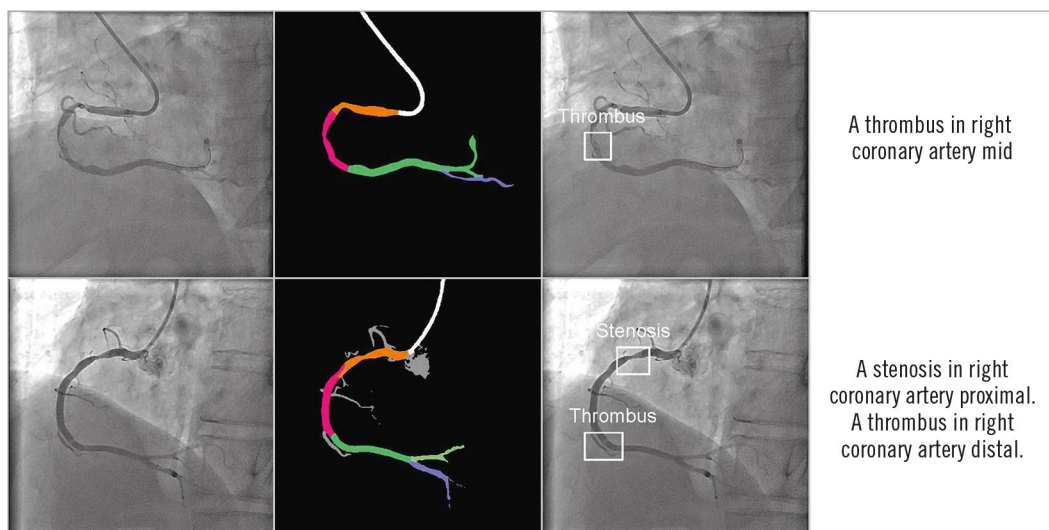 Thrombus
A thrombus in right
coronary artery mid
Stenosis
Thrombus
A stenosis in right
coronary artery proximal.
A thrombus in right
coronary artery distal.